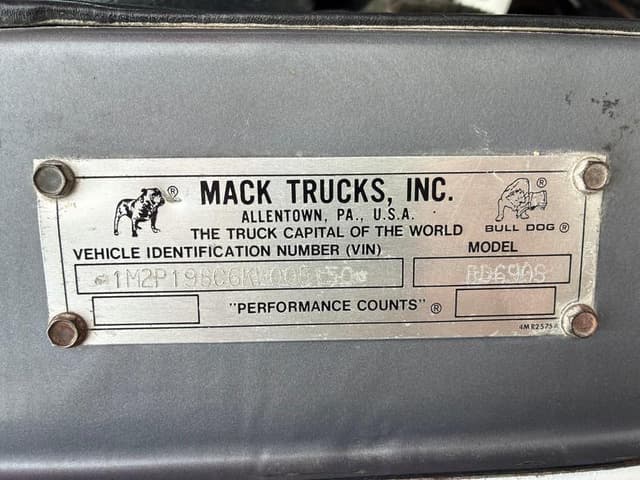 MACK TRUCKS, INC.
ALLENTOWN, PA., U.S.A.
THE TRUCK CAPITAL OF THE WORLD
BULL DOG ®
VEHICLE IDENTIFICATION NUMBER (VIN)
MODEL
RD690S
"PERFORMANCE COUNTS" ®